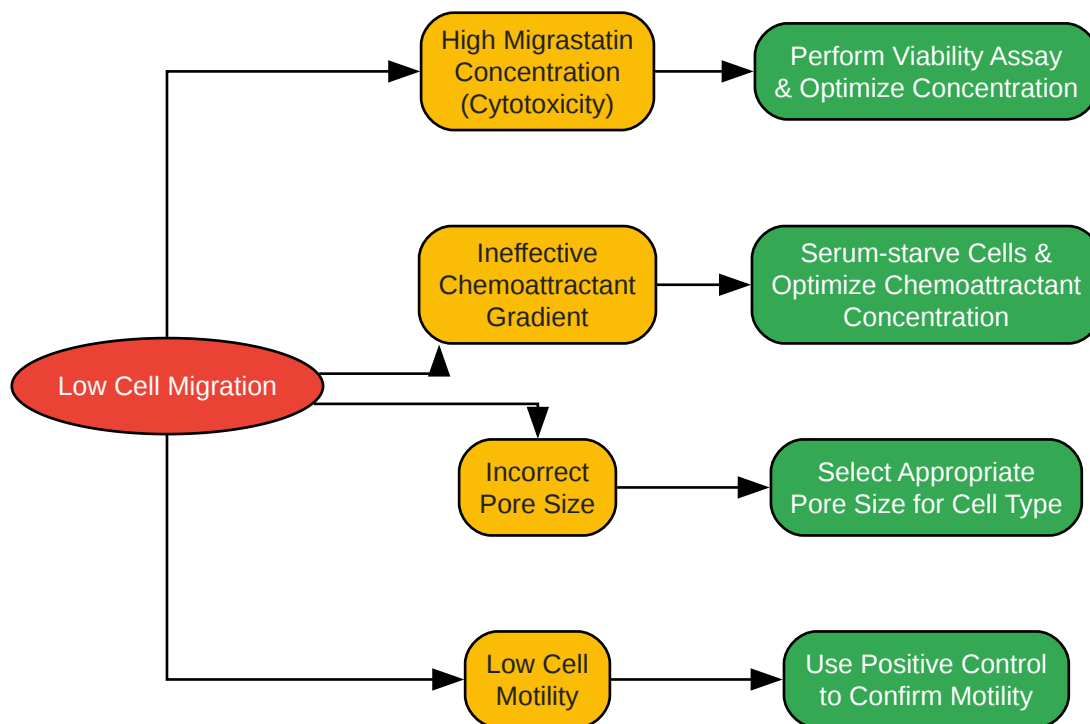 High Migrastatin
Concentration
(Cytotoxicity)
Perform Viability Assay
& Optimize Concentration
Ineffective
Chemoattractant
Gradient
Serum-starve Cells &
Optimize Chemoattractant
Concentration
Low Cell Migration
Incorrect
Pore Size
Select Appropriate
Pore Size for Cell Type
Low Cell
Motility
Use Positive Control
to Confirm Motility